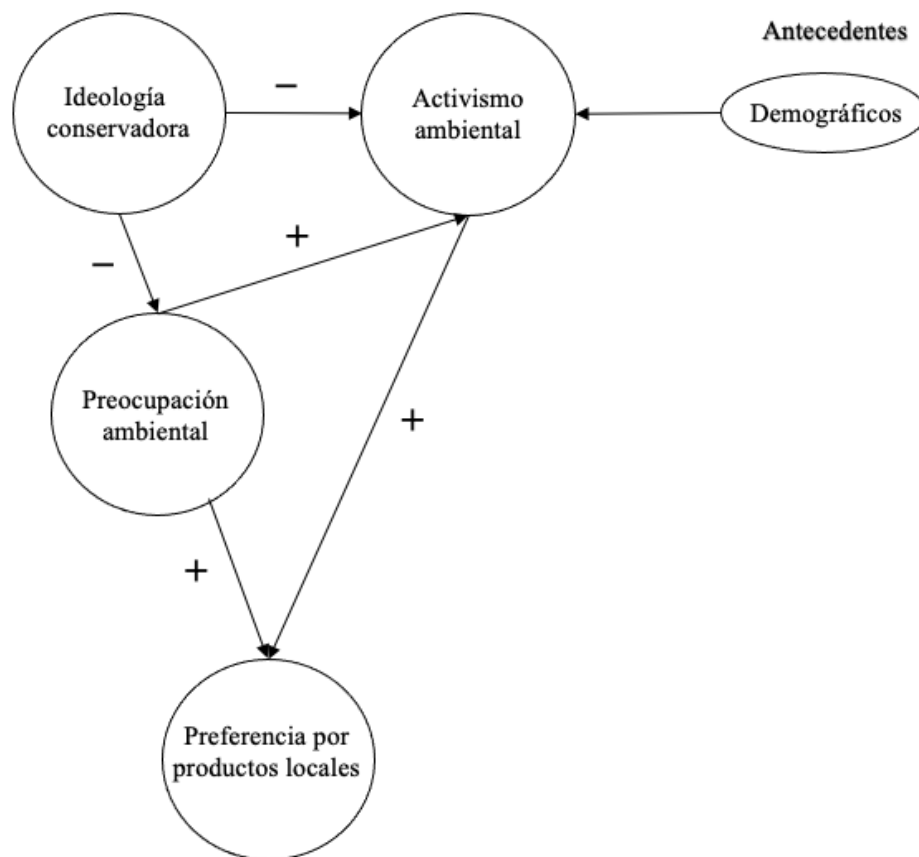 Antecedentes
Ideología
conservadora
−
Activismo
ambiental
Demográficos
−
+
Preocupación
ambiental
+
+
Preferencia por
productos locales